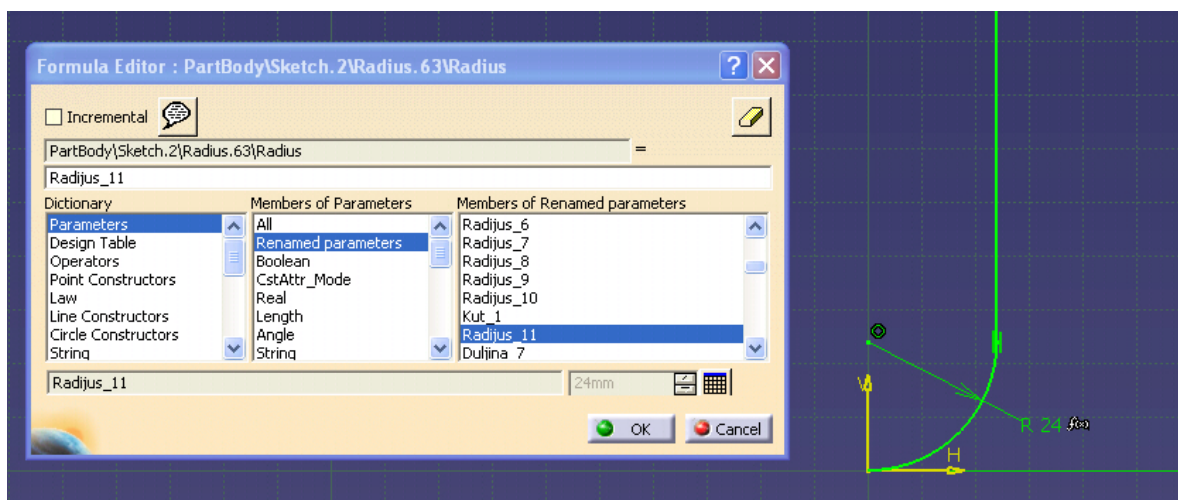 Formula Editor : PartBody\Sketch.2\Radius.63\Radius
?
Incremental
PartBody\Sketch.2\Radius.63\Radius =
Radijus_11
Dictionary Members of Parameters Members of Renamed parameters
Parameters All Radijus_6
Design Table Renamed parameters Radijus_7
Operators Boolean Radijus_8
Point Constructors CstAttr_Mode Radijus_9
Law Real Radijus_10
Line Constructors Length Kut_1
Circle Constructors Angle Radijus_11
String String Duljina_7
Radijus_11 24mm
OK Cancel
V
R 24 f(x)
H